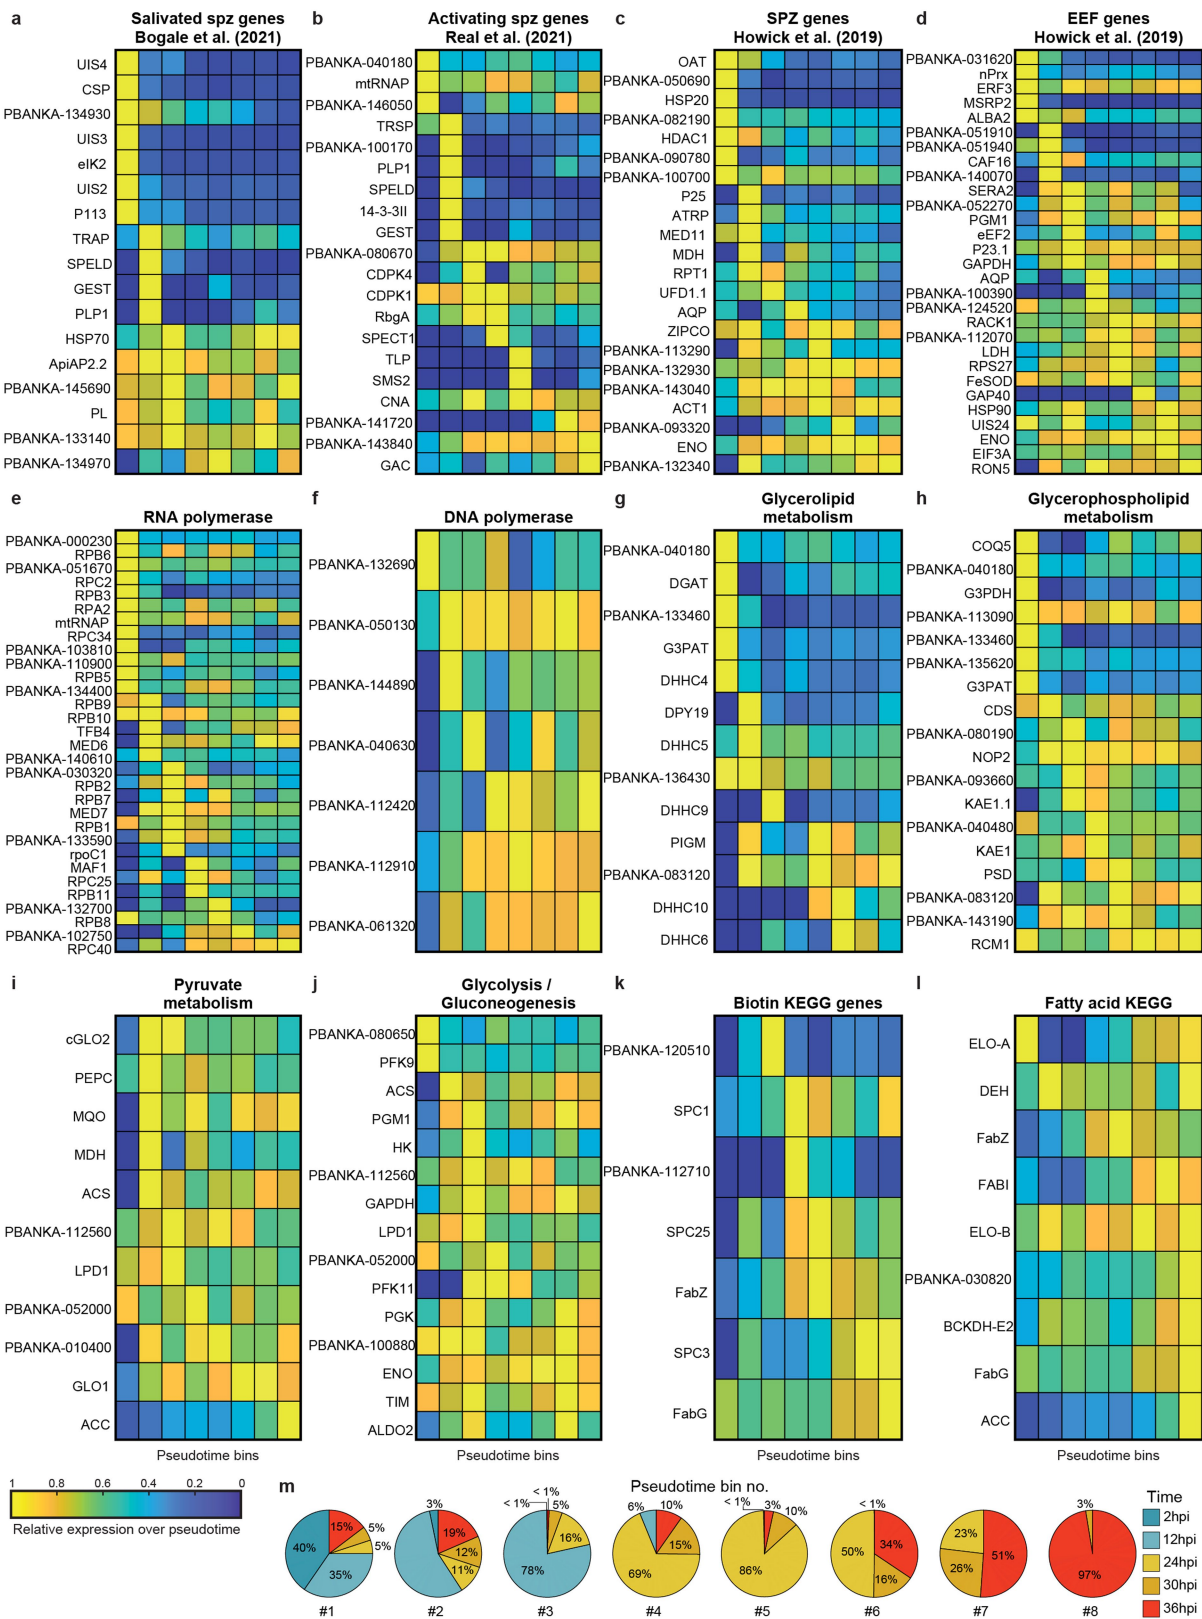 a
Salivated spz genes
Bogale et al. (2021)
UIS4
CSP
PBANKA-134930
UIS3
eIK2
UIS2
P113
TRAP
SPELD
GEST
PLP1
HSP70
ApiAP2.2
PBANKA-145690
PL
PBANKA-133140
PBANKA-134970
b
Activating spz genes
Real et al. (2021)
PBANKA-040180
mtRNAP
PBANKA-146050
TRSP
PBANKA-100170
PLP1
SPELD
14-3-3II
GEST
PBANKA-080670
CDPK4
CDPK1
RbgA
SPECT1
TLP
SMS2
CNA
PBANKA-141720
PBANKA-143840
GAC
c
SPZ genes
Howick et al. (2019)
OAT
PBANKA-050690
HSP20
PBANKA-082190
HDAC1
PBANKA-090780
PBANKA-100700
P25
ATRP
MED11
MDH
RPT1
UFD1.1
AQP
ZIPCO
PBANKA-113290
PBANKA-132930
PBANKA-143040
ACT1
PBANKA-093320
ENO
PBANKA-132340
d
EEF genes
Howick et al. (2019)
PBANKA-031620
nPrx
ERF3
MSRP2
ALBA2
PBANKA-051910
PBANKA-051940
CAF16
PBANKA-140070
SERA2
PBANKA-052270
PGM1
eEF2
P23.1
GAPDH
AQP
PBANKA-100390
PBANKA-124520
RACK1
PBANKA-112070
LDH
RPS27
FeSOD
GAP40
HSP90
UIS24
ENO
EIF3A
RON5
e
RNA polymerase
PBANKA-000230
RPB6
PBANKA-051670
RPC2
RPB3
RPA2
mtRNAP
RPC34
PBANKA-103810
PBANKA-110900
RPB5
PBANKA-134400
RPB9
RPB10
TFB4
MED6
PBANKA-140610
PBANKA-030320
RPB2
RPB7
MED7
RPB1
PBANKA-133590
rpoC1
MAF1
RPC25
RPB11
PBANKA-132700
RPB8
PBANKA-102750
RPC40
f
DNA polymerase
PBANKA-132690
PBANKA-050130
PBANKA-144890
PBANKA-040630
PBANKA-112420
PBANKA-112910
PBANKA-061320
g
Glycerolipid
metabolism
PBANKA-040180
DGAT
PBANKA-133460
G3PAT
DHHC4
DPY19
DHHC5
PBANKA-136430
DHHC9
PIGM
PBANKA-083120
DHHC10
DHHC6
h
Glycerophospholipid
metabolism
COQ5
PBANKA-040180
G3PDH
PBANKA-113090
PBANKA-133460
PBANKA-135620
G3PAT
CDS
PBANKA-080190
NOP2
PBANKA-093660
KAE1.1
PBANKA-040480
KAE1
PSD
PBANKA-083120
PBANKA-143190
RCM1
i
Pyruvate
metabolism
cGLO2
PEPC
MQO
MDH
ACS
PBANKA-112560
LPD1
PBANKA-052000
PBANKA-010400
GLO1
ACC
Pseudotime bins
j
Glycolysis /
Gluconeogenesis
PBANKA-080650
PFK9
ACS
PGM1
HK
PBANKA-112560
GAPDH
LPD1
PBANKA-052000
PFK11
PGK
PBANKA-100880
ENO
TIM
ALDO2
Pseudotime bins
k
Biotin KEGG genes
PBANKA-120510
SPC1
PBANKA-112710
SPC25
FabZ
SPC3
FabG
Pseudotime bins
l
Fatty acid KEGG
ELO-A
DEH
FabZ
FABI
ELO-B
PBANKA-030820
BCKDH-E2
FabG
ACC
Pseudotime bins
1 0.8 0.6 0.4 0.2 0
Relative expression over pseudotime
m
Pseudotime bin no.
15%
5%
5%
35%
40%
#1
3%
19%
12%
11%
#2
< 1%
< 1%
5%
16%
78%
#3
6%
10%
15%
69%
#4
< 1%
3%
10%
86%
#5
< 1%
34%
16%
50%
#6
23%
51%
26%
#7
3%
97%
#8
Time
2hpi
12hpi
24hpi
30hpi
36hpi